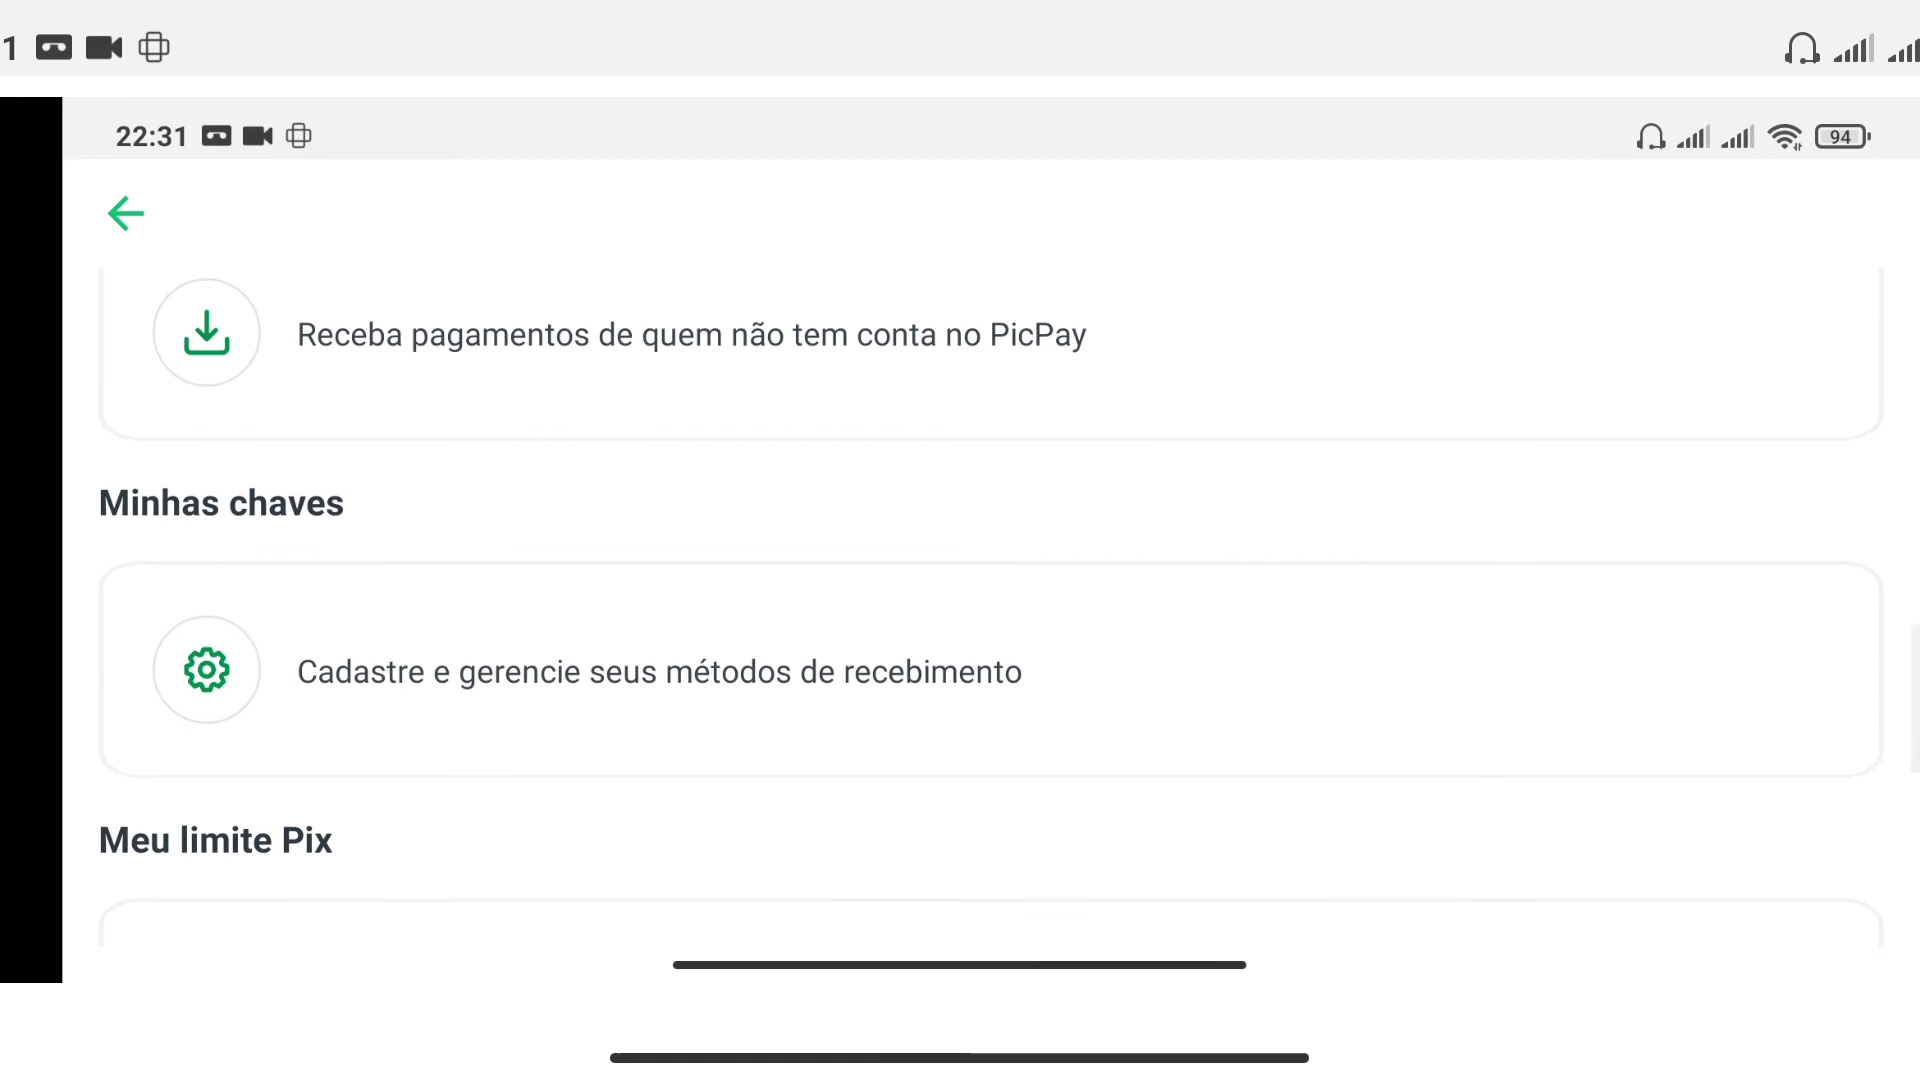 1
22:31
94
Receba pagamentos de quem não tem conta no PicPay
Minhas chaves
Cadastre e gerencie seus métodos de recebimento
Meu limite Pix